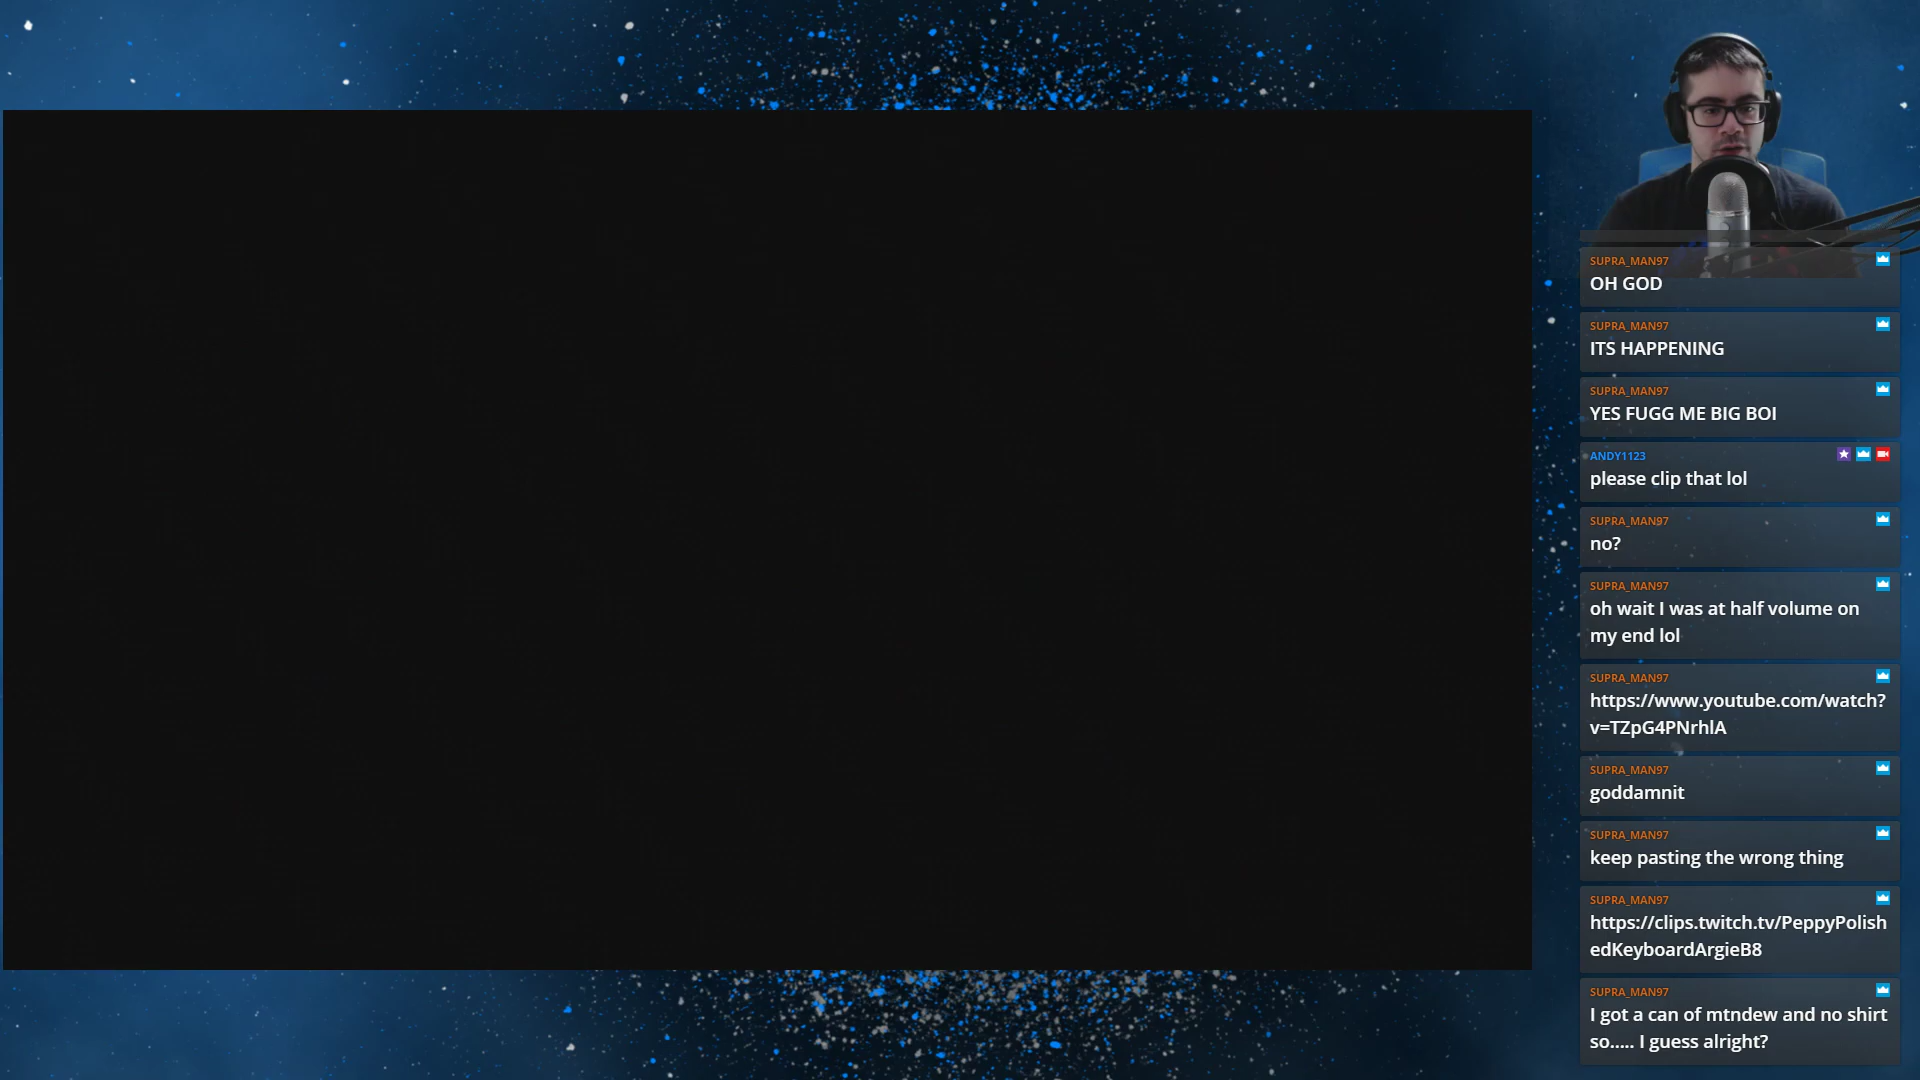 SUPRA_MAN97
OH GOD
SUPRA_MAN97
ITS HAPPENING
SUPRA_MAN97
YES FUGG ME BIG BOI
ANDY1123
please clip that lol
SUPRA_MAN97
no?
SUPRA_MAN97
oh wait I was at half volume on
my end lol
SUPRA_MAN97
https://www.youtube.com/watch?
v=TZpG4PNrhlA
SUPRA_MAN97
goddamnit
SUPRA_MAN97
keep pasting the wrong thing
SUPRA_MAN97
https://clips.twitch.tv/PeppyPolish
edKeyboardArgieB8
SUPRA_MAN97
I got a can of mtndew and no shirt
so..... I guess alright?